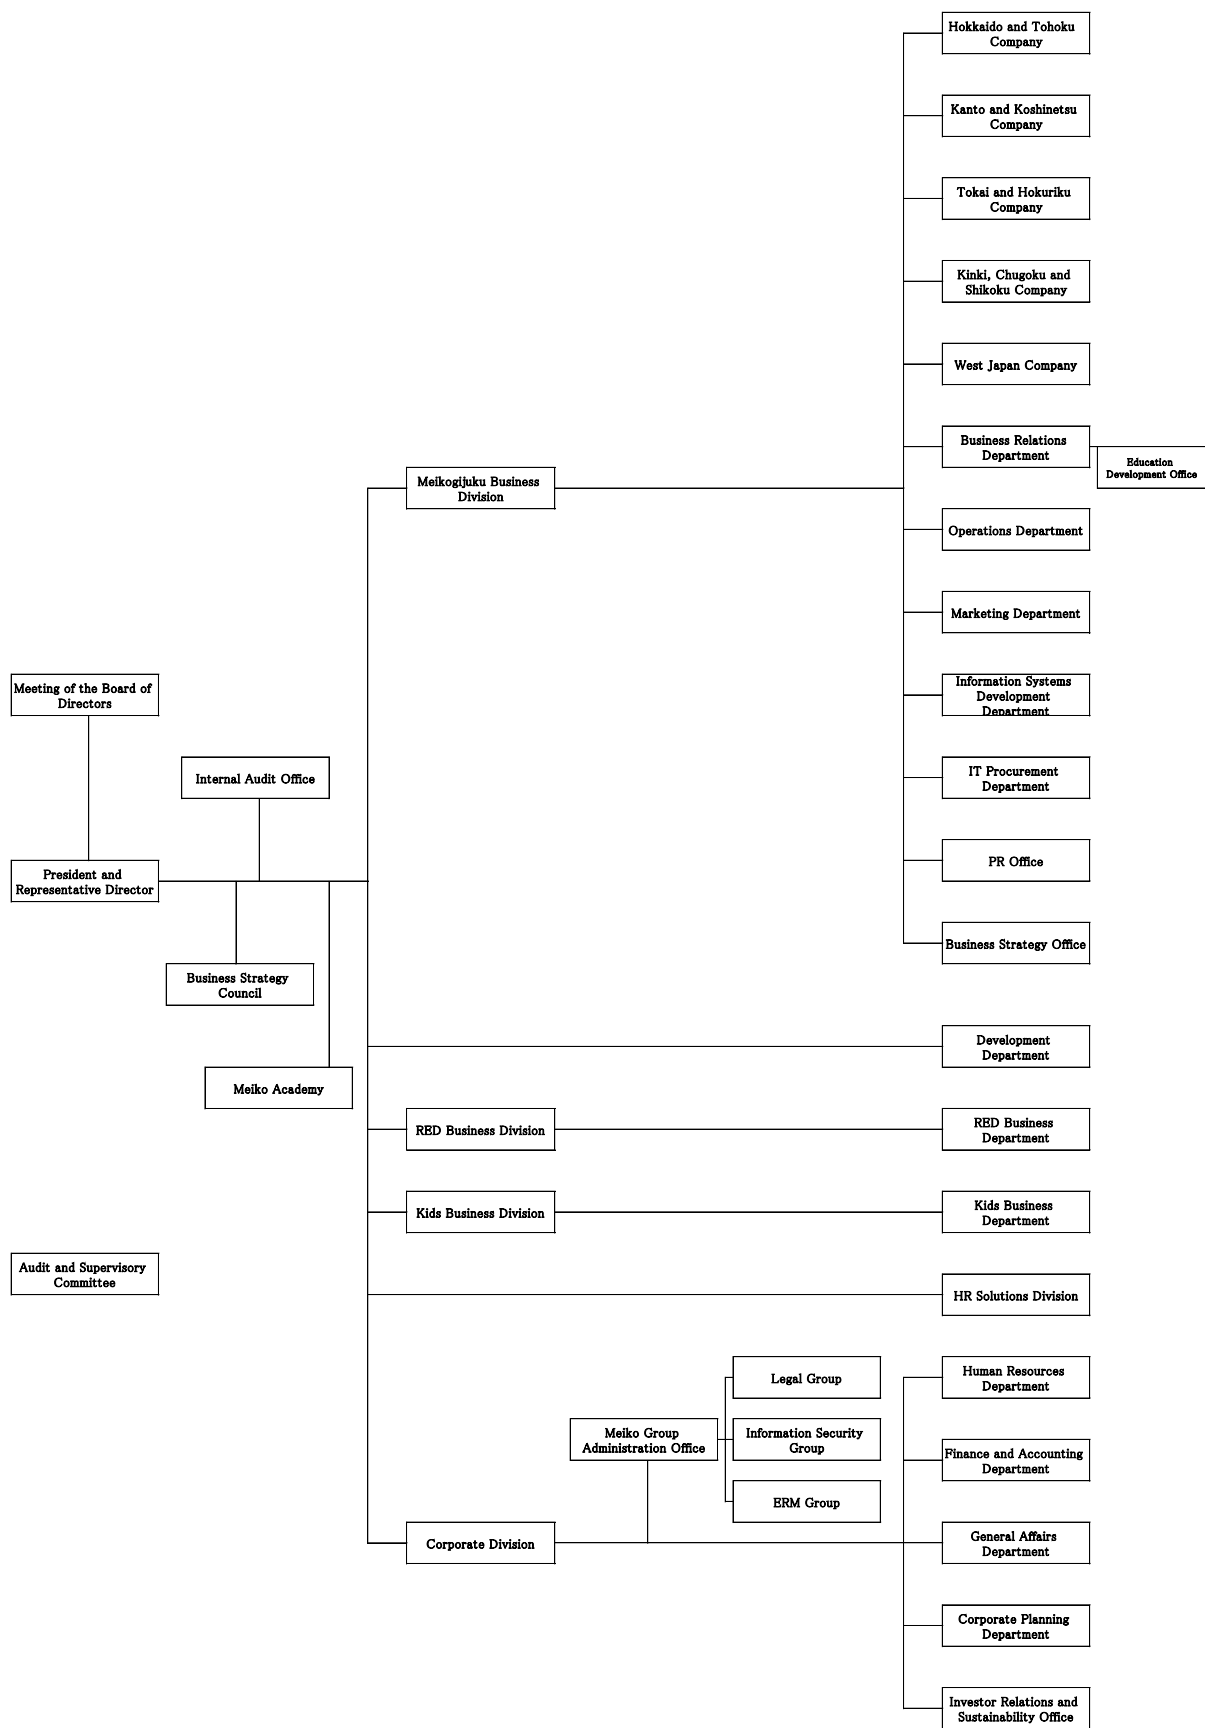 Hokkaido and Tohoku
Company
Kanto and Koshinetsu
Company
Tokai and Hokuriku
Company
Kinki, Chugoku and
Shikoku Company
West Japan Company
Business Relations
Department
Education
Development Office
Meikogijuku Business
Division
Operations Department
Marketing Department
Meeting of the Board of
Directors
Information Systems
Development
Department
Internal Audit Office
IT Procurement
Department
President and
Representative Director
PR Office
Business Strategy Office
Business Strategy
Council
Development
Department
Meiko Academy
RED Business Division
RED Business
Department
Kids Business Division
Kids Business
Department
Audit and Supervisory
Committee
HR Solutions Division
Legal Group
Human Resources
Department
Meiko Group
Administration Office
Information Security
Group
Finance and Accounting
Department
ERM Group
Corporate Division
General Affairs
Department
Corporate Planning
Department
Investor Relations and
Sustainability Office